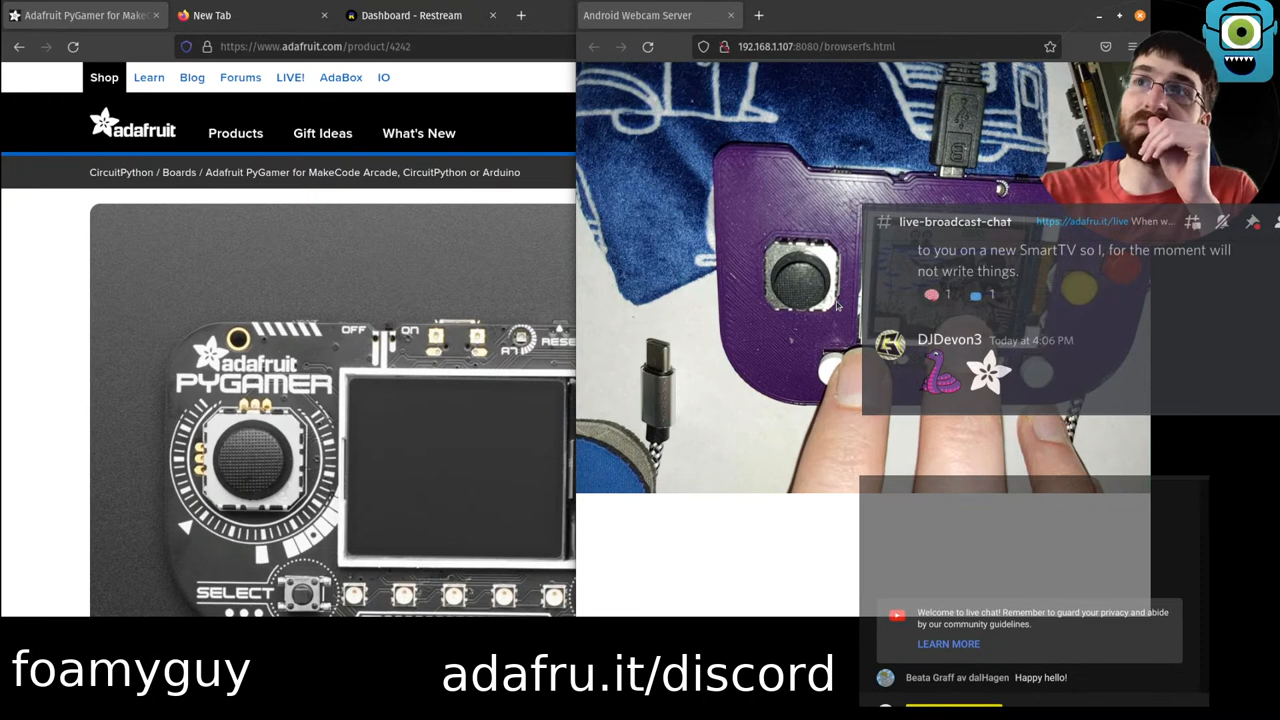 Adafruit PyGamer for MakeC
New Tab
Dashboard - Restream
Android Webcam Server
https://www.adafruit.com/product/4242
192.168.1.107:8080/browserfs.html
Shop Learn Blog Forums LIVE! AdaBox IO
adafruit
Products Gift Ideas What's New
CircuitPython / Boards / Adafruit PyGamer for MakeCode Arcade, CircuitPython or Arduino
OFF ON
A1
RESE
adafruit
PYGAMER
SELECT
# live-broadcast-chat https://adafru.it/live When w...
to you on a new SmartTV so I, for the moment will
not write things.
1 1
DJDevon3 Today at 4:06 PM
Welcome to live chat! Remember to guard your privacy and abide
by our community guidelines.
LEARN MORE
Beata Graff av dalHagen Happy hello!
foamyguy
adafru.it/discord